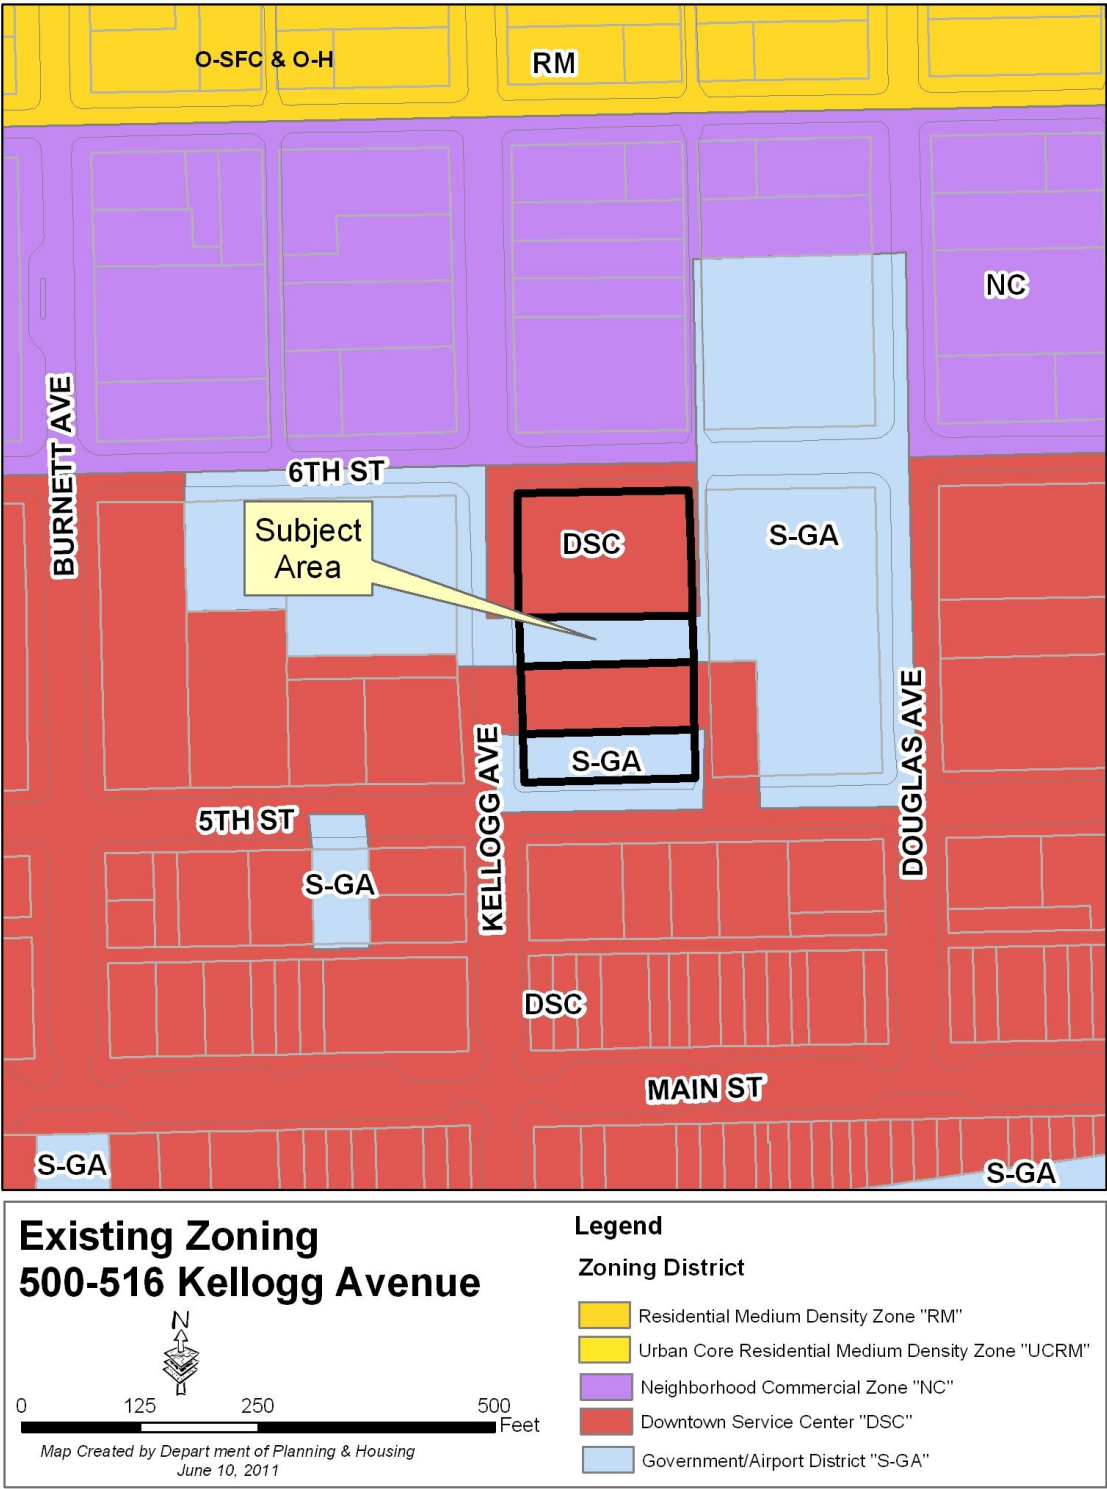 O-SFC & O-H
RM
NC
BURNETT AVE
6TH ST
Subject
Area
DSC
S-GA
S-GA
KELLOGG AVE
DOUGLAS AVE
5TH ST
S-GA
DSC
MAIN ST
S-GA
S-GA
Existing Zoning
500-516 Kellogg Avenue
N
0 125 250 500
Feet
Map Created by Depart ment of Planning & Housing
June 10, 2011
Legend
Zoning District
Residential Medium Density Zone "RM"
Urban Core Residential Medium Density Zone "UCRM"
Neighborhood Commercial Zone "NC"
Downtown Service Center "DSC"
Government/Airport District "S-GA"